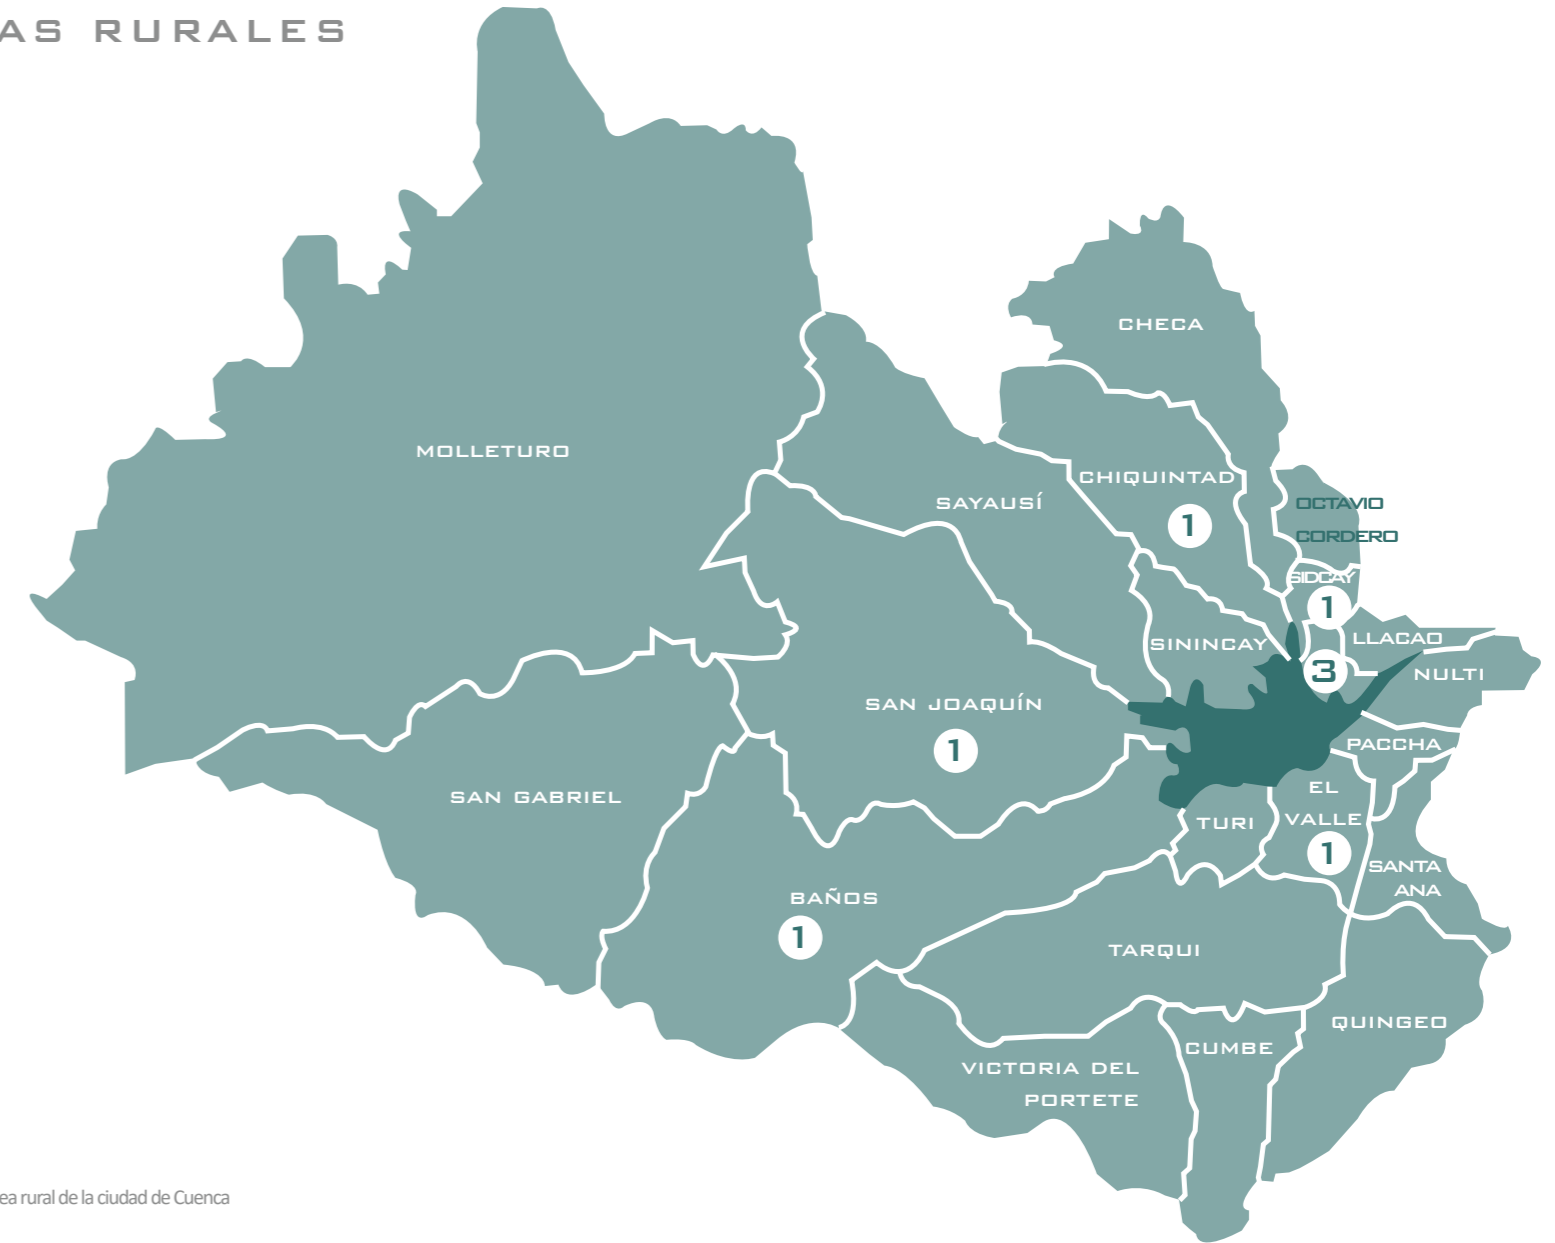 AS RURALES
CHECA
MOLLETURO
CHIQUINTAD
1
SAYAUSÍ
OCTAVIO
CORDERO
SIDCAY
1
SININCAY
LLACAO
3
NULTI
SAN JOAQUÍN
1
PACCHA
SAN GABRIEL
EL
VALLE
1
TURI
SANTA
ANA
BAÑOS
1
TARQUI
QUINGEO
CUMBE
VICTORIA DEL
PORTETE
ea rural de la ciudad de Cuenca